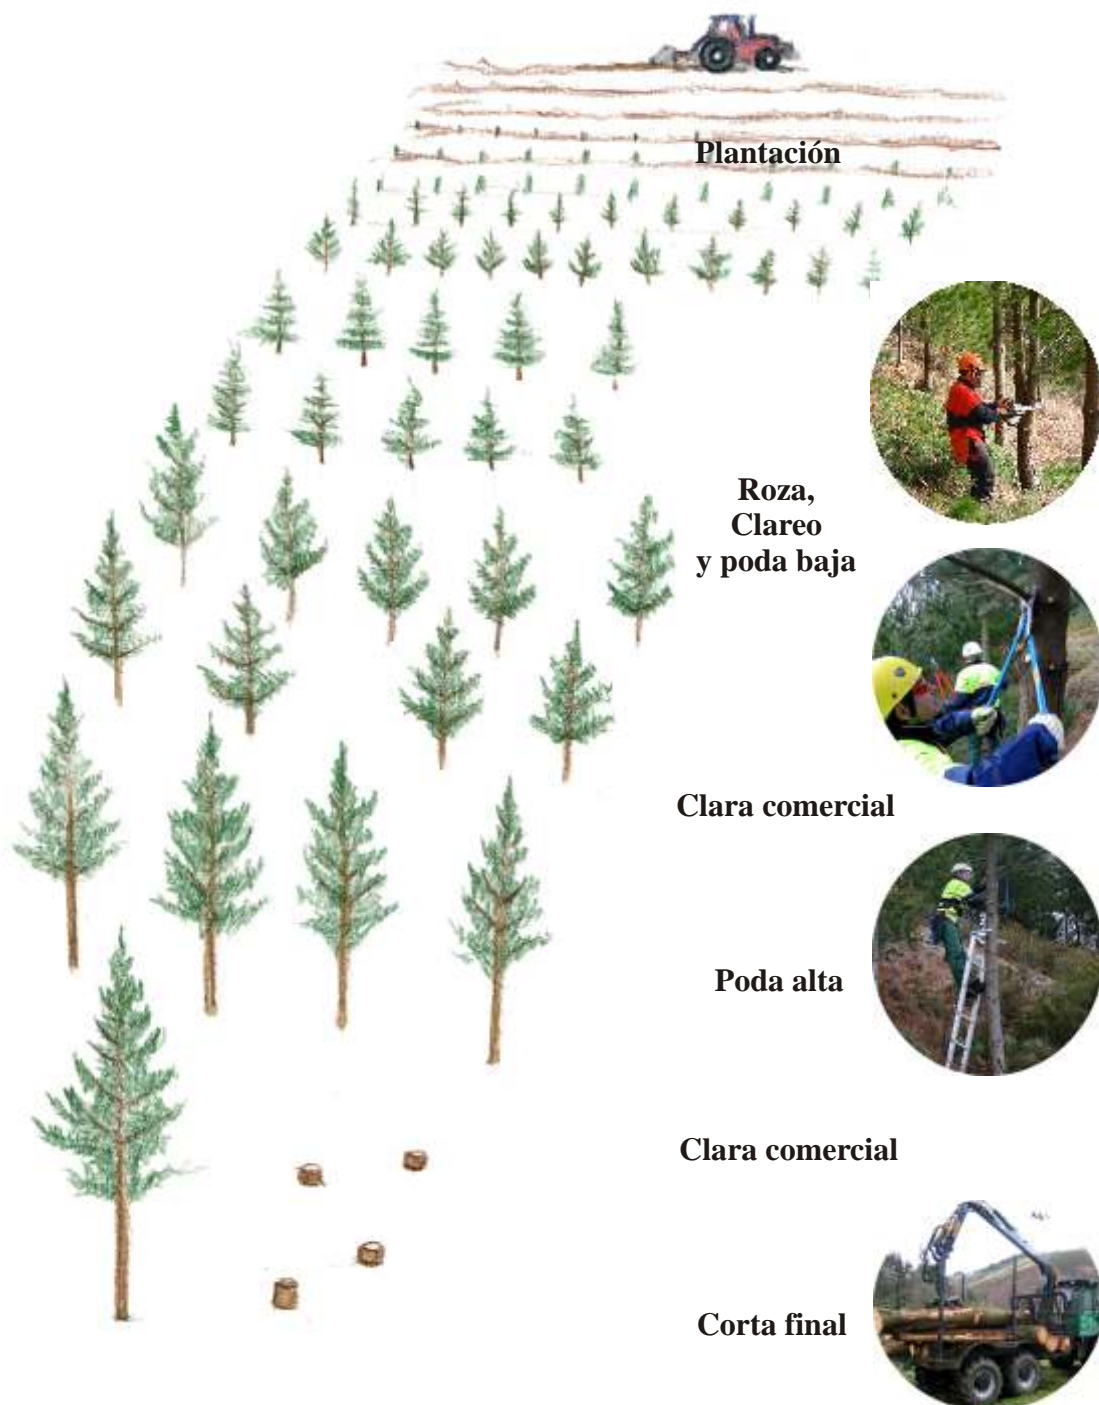 Plantación
Roza,
Clareo
y poda baja
Clara comercial
Poda alta
Clara comercial
Corta final